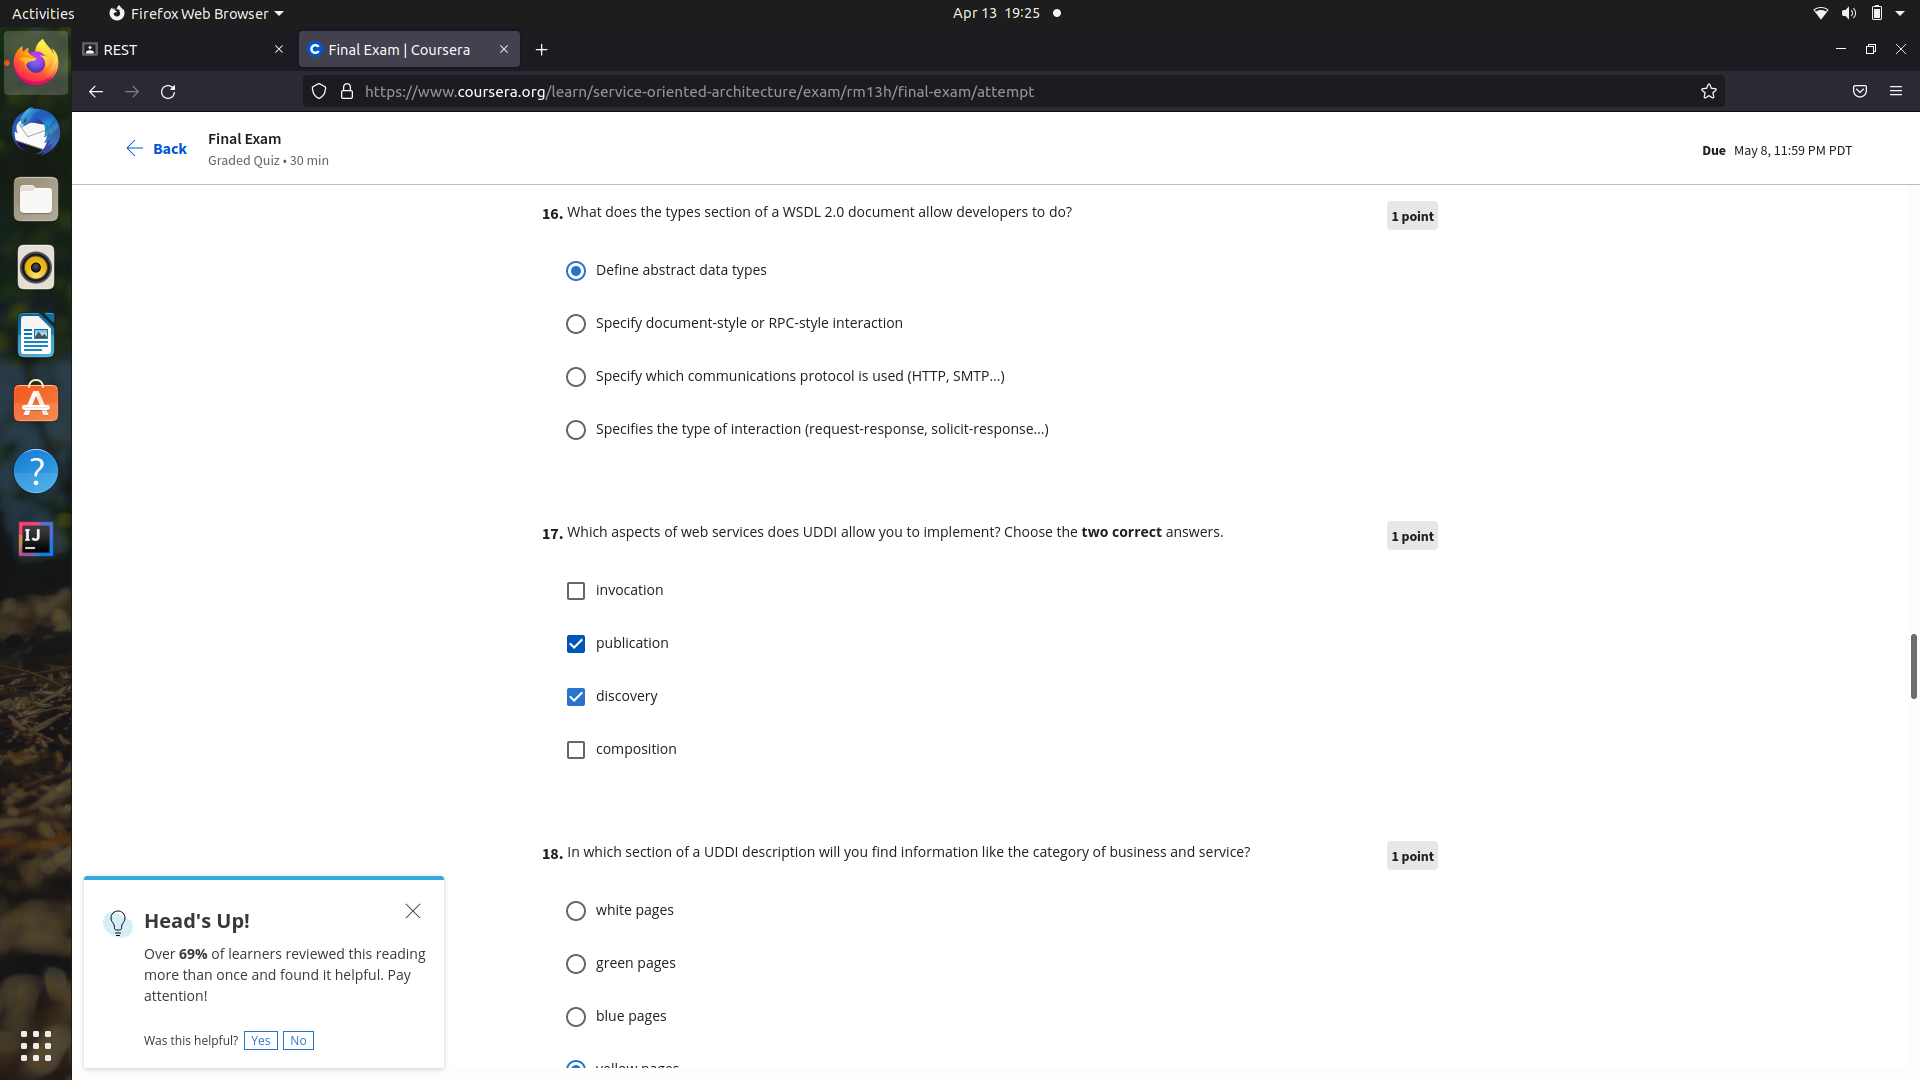 Activities
Firefox Web Browser
Apr 13 19:25
REST
Final Exam | Coursera
https://www.coursera.org/learn/service-oriented-architecture/exam/rm13h/final-exam/attempt
Back
Final Exam
Graded Quiz • 30 min
Due May 8, 11:59 PM PDT
16. What does the types section of a WSDL 2.0 document allow developers to do?
1 point
Define abstract data types
Specify document-style or RPC-style interaction
Specify which communications protocol is used (HTTP, SMTP...)
Specifies the type of interaction (request-response, solicit-response...)
17. Which aspects of web services does UDDI allow you to implement? Choose the two correct answers.
1 point
invocation
publication
discovery
composition
18. In which section of a UDDI description will you find information like the category of business and service?
1 point
white pages
green pages
blue pages
yellow pages
Head's Up!
Over 69% of learners reviewed this reading
more than once and found it helpful. Pay
attention!
Was this helpful? Yes No
IJ